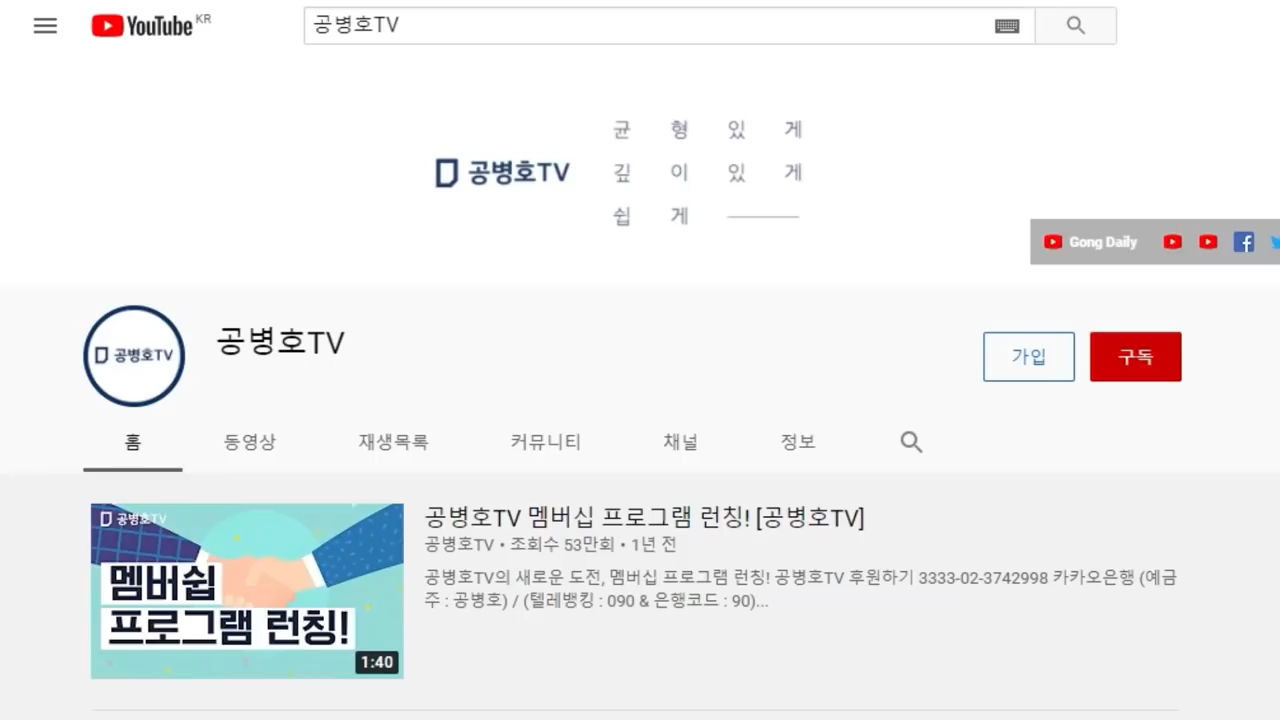 YouTube KR
공병호TV
공병호TV
균 형 있 게
깊 이 있 게
쉽 게
Gong Daily
공병호TV
공병호TV
가입
구독
홈
동영상
재생목록
커뮤니티
채널
정보
공병호TV
멤버쉽
프로그램 런칭!
1:40
공병호TV 멤버십 프로그램 런칭! [공병호TV]
공병호TV • 조회수 53만회 • 1년 전
공병호TV의 새로운 도전, 멤버십 프로그램 런칭! 공병호TV 후원하기 3333-02-3742998 카카오은행 (예금
주 : 공병호) / (텔레뱅킹 : 090 & 은행코드 : 90)...